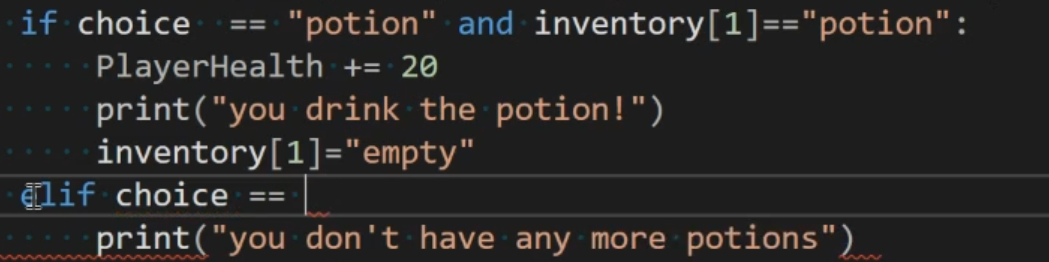 if choice  == "potion" and inventory[1]=="potion":
PlayerHealth += 20
print("you drink the potion!")
inventory[1]="empty"
elif choice ==
print("you don't have any more potions")